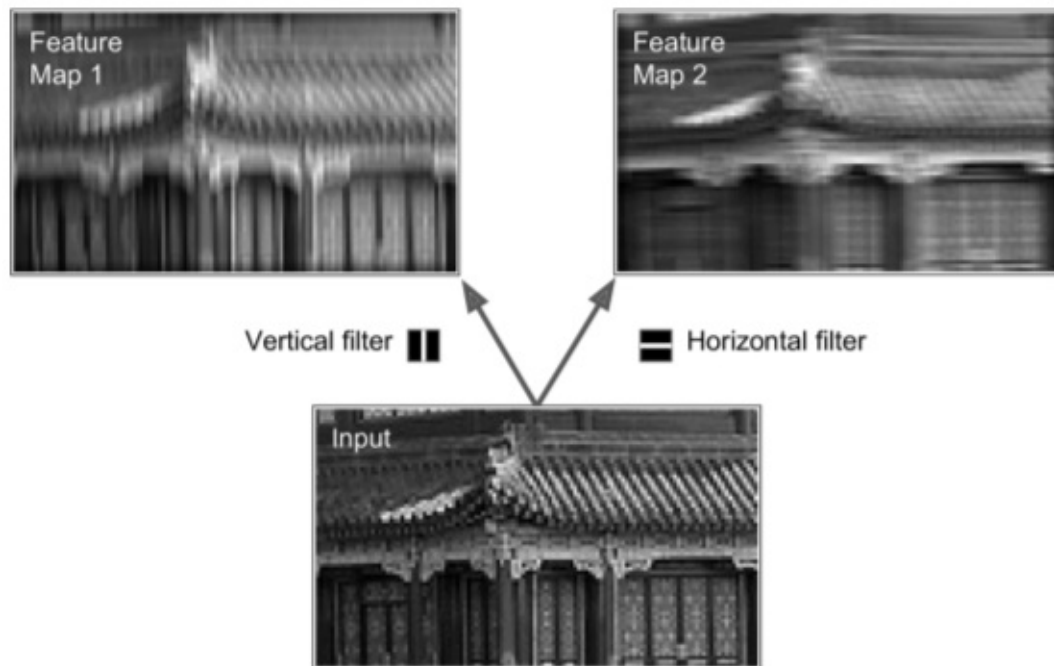 Feature
Map 1
Feature
Map 2
Vertical filter
Horizontal filter
Input